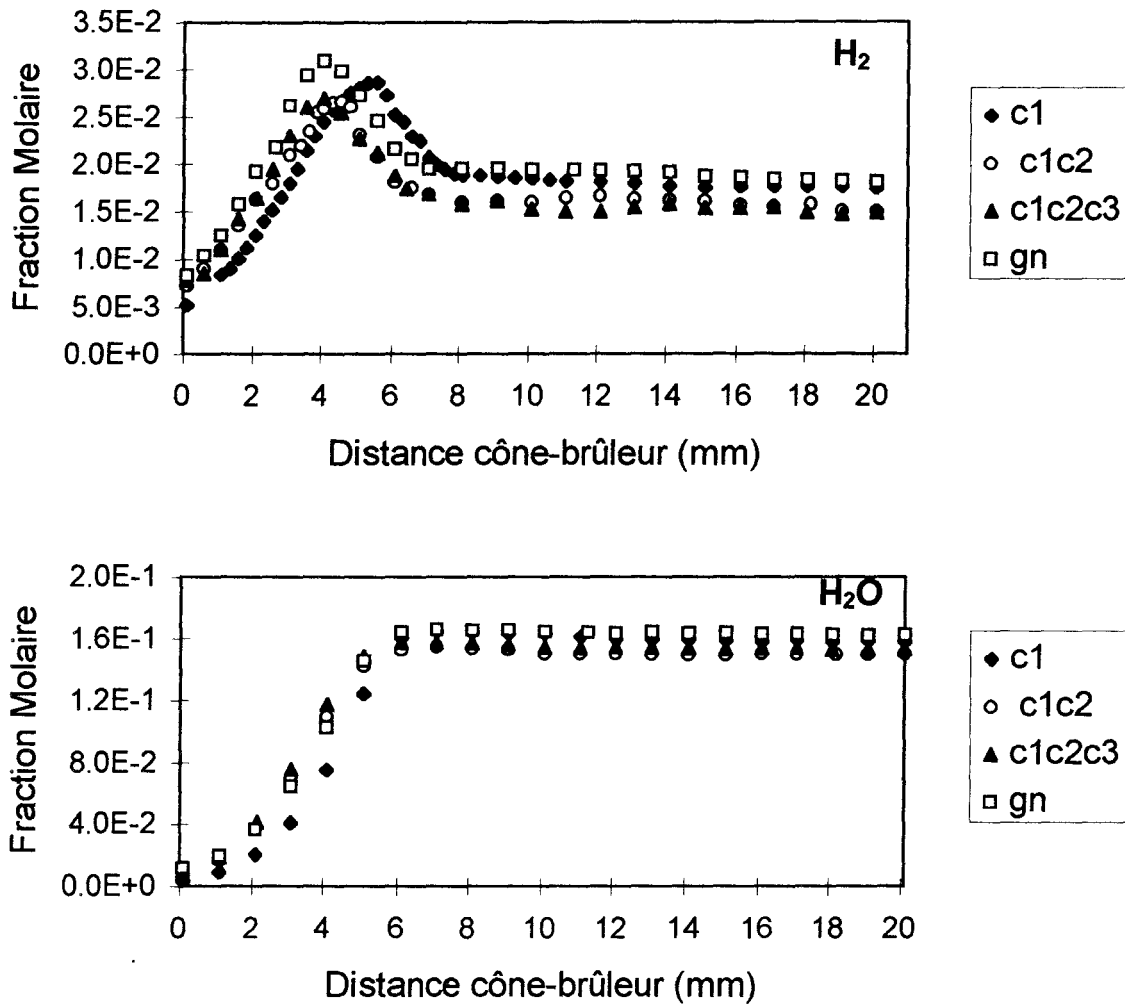 3.5E-2
3.0E-2
2.5E-2
2.0E-2
1.5E-2
1.0E-2
5.0E-3
0.0E+0
Fraction Molaire
H₂
0 2 4 6 8 10 12 14 16 18 20
Distance cône-brûleur (mm)
c1
c1c2
c1c2c3
gn
2.0E-1
1.6E-1
1.2E-1
8.0E-2
4.0E-2
0.0E+0
Fraction Molaire
H₂O
0 2 4 6 8 10 12 14 16 18 20
Distance cône-brûleur (mm)
c1
c1c2
c1c2c3
gn